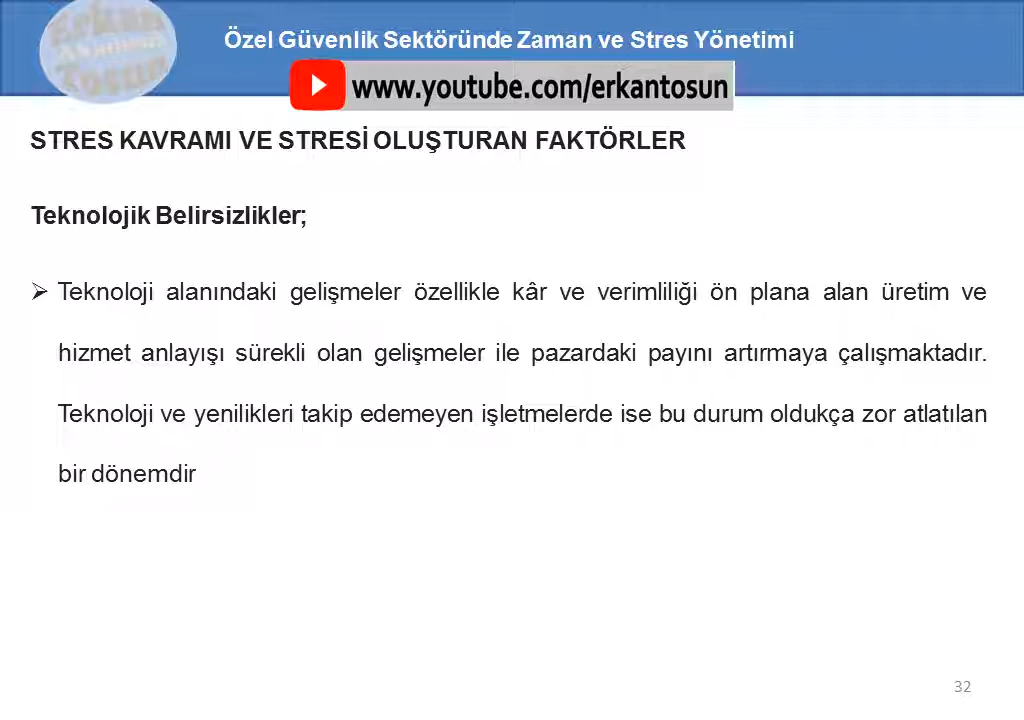 Özel Güvenlik Sektöründe Zaman ve Stres Yönetimi
www.youtube.com/erkantosun
STRES KAVRAMI VE STRESİ OLUŞTURAN FAKTÖRLER
Teknolojik Belirsizlikler;
➢ Teknoloji alanındaki gelişmeler özellikle kâr ve verimliliği ön plana alan üretim ve
hizmet anlayışı sürekli olan gelişmeler ile pazardaki payını artırmaya çalışmaktadır.
Teknoloji ve yenilikleri takip edemeyen işletmelerde ise bu durum oldukça zor atlatılan
bir dönemdir
32